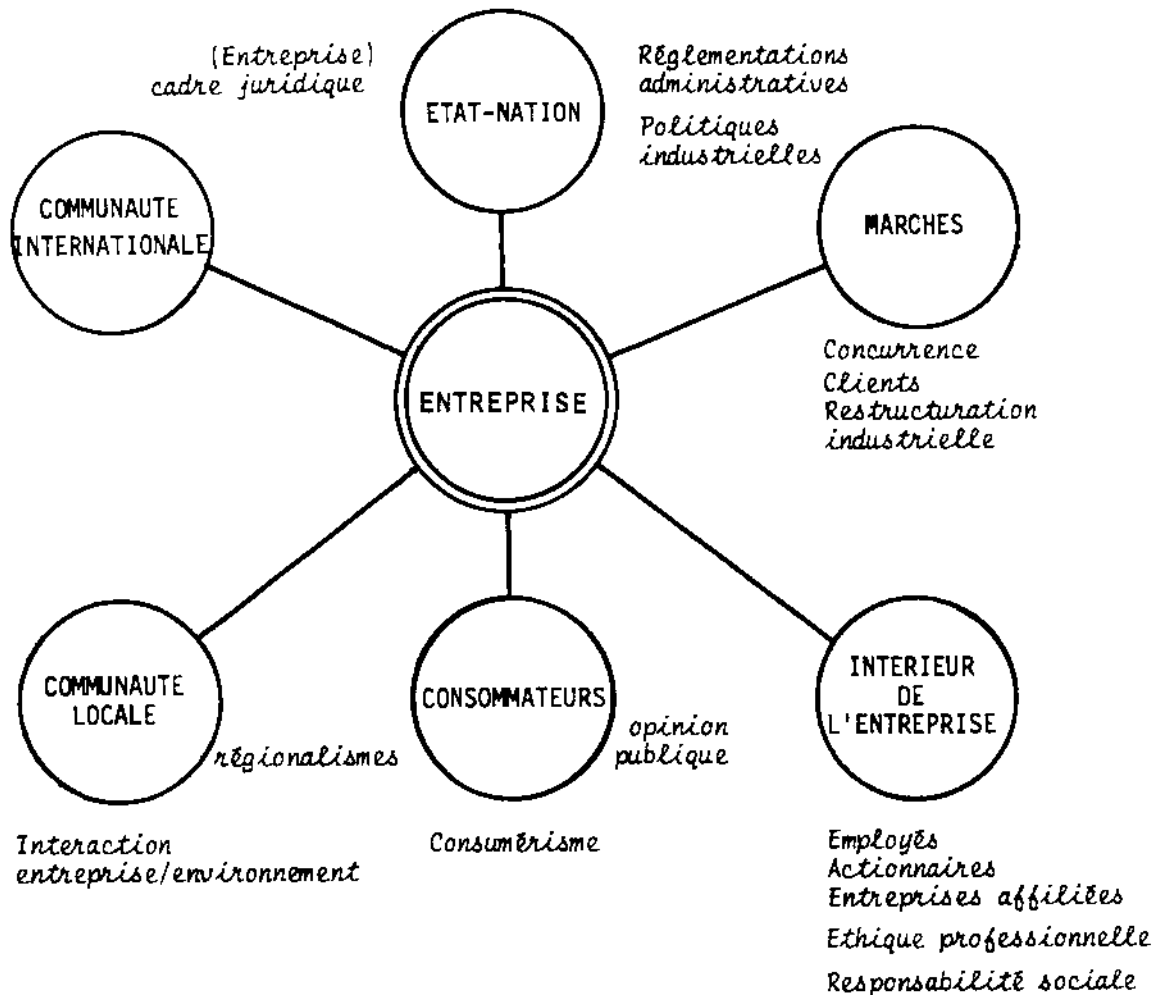 (Entreprise)
cadre juridique
ETAT-NATION
Réglementations
administratives
Politiques
industrielles
COMMUNAUTE
INTERNATIONALE
MARCHES
Concurrence
Clients
Restructuration
industrielle
ENTREPRISE
COMMUNAUTE
LOCALE
régionalismes
Interaction
entreprise/environnement
CONSOMMATEURS
opinion
publique
Consumérisme
INTERIEUR
DE
L'ENTREPRISE
Employés
Actionnaires
Entreprises affiliées
Ethique professionnelle
Responsabilité sociale